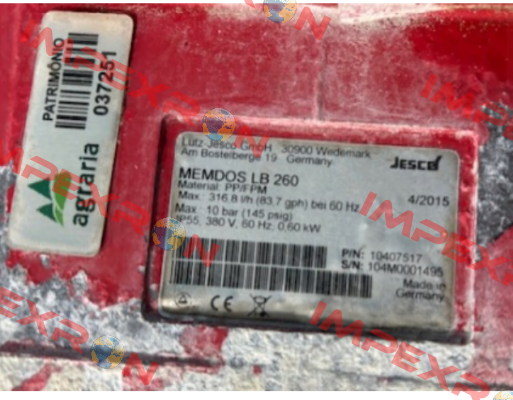 PATRIMÔNIO
037251
agraria
Lutz-Jesco GmbH 30900 Wedemark
Am Bostelberge 19 Germany
JESCO
MEMDOS LB 260
4/2015
Material: PP/FPM
Max.: 316,8 l/h (83,7 gph) bei 60 Hz
Max.: 10 bar (145 psig)
IP55, 380 V, 60 Hz, 0,60 kW
P/N: 10407517
S/N: 104M0001495
Made in
Germany
CE
IMPEXRON
IMPEXRON
IMPEXRON
IMPEXRON